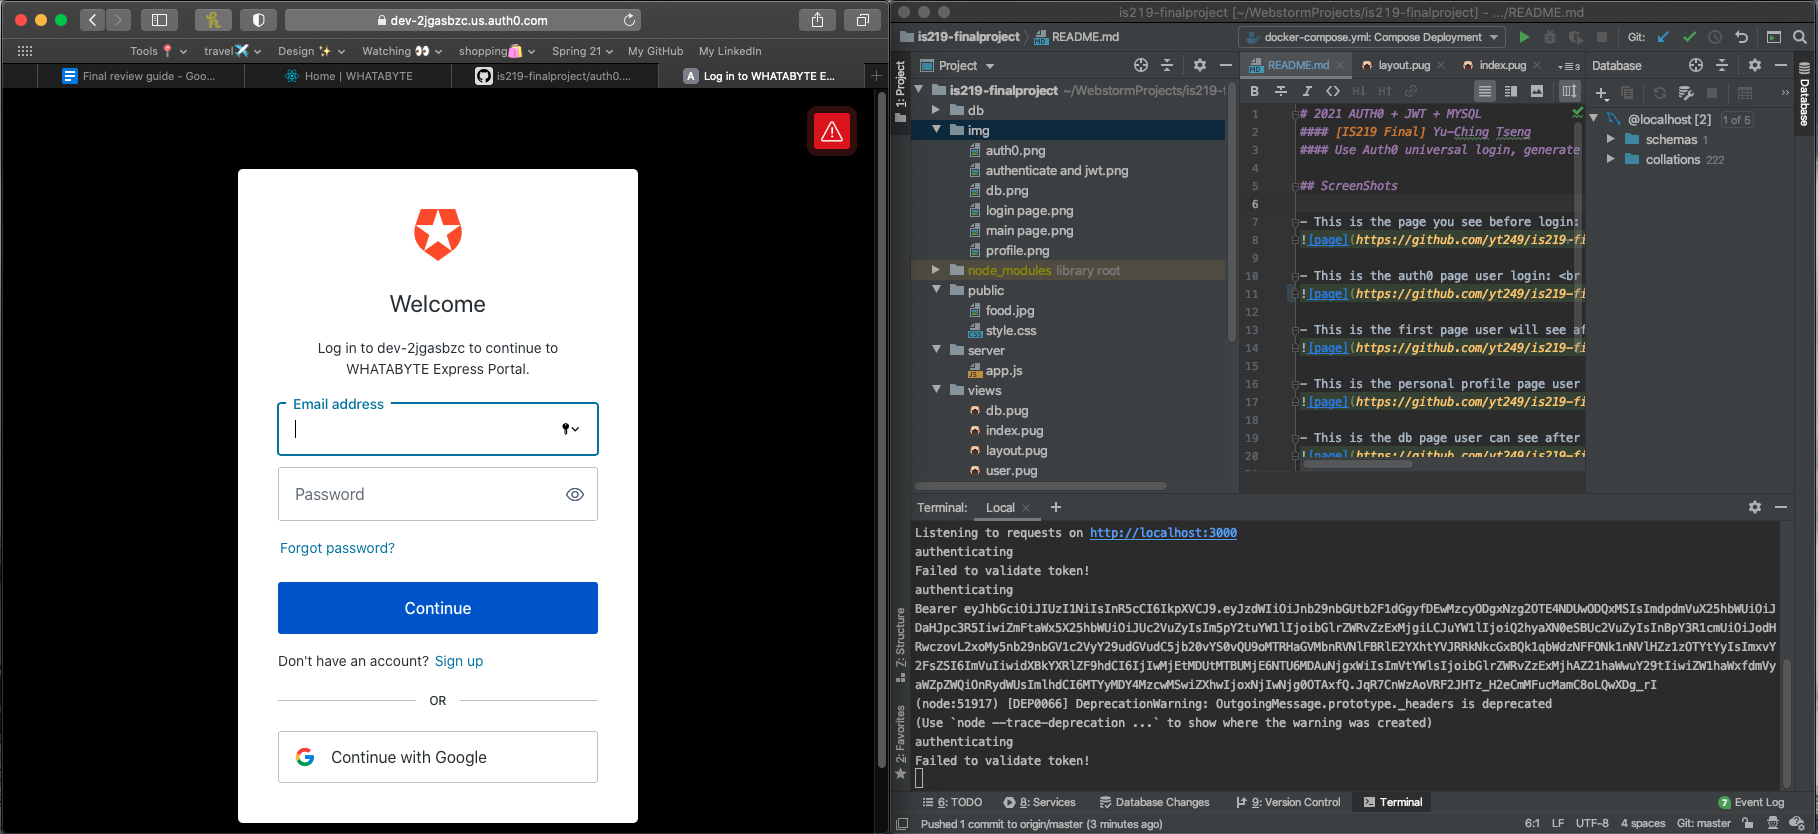 dev-2jgasbzc.us.auth0.com
Tools
travel
Design
Watching
shopping
Spring 21
My GitHub
My LinkedIn
Final review guide - Goo...
Home | WHATABYTE
is219-finalproject/auth0....
Log in to WHATABYTE E...
Welcome
Log in to dev-2jgasbzc to continue to
WHATABYTE Express Portal.
Email address
Password
Forgot password?
Continue
Don't have an account? Sign up
OR
Continue with Google
is219-finalproject [~/WebstormProjects/is219-finalproject] - .../README.md
is219-finalproject
README.md
docker-compose.yml: Compose Deployment
Git:
1: Project
Project
README.md
layout.pug
index.pug
Database
Database
is219-finalproject ~/WebstormProjects/is219-f
db
img
auth0.png
authenticate and jwt.png
db.png
login page.png
main page.png
profile.png
node_modules library root
public
food.jpg
style.css
server
app.js
views
db.pug
index.pug
layout.pug
user.pug
1 # 2021 AUTH0 + JWT + MYSQL
2 #### [IS219 Final] Yu-Ching Tseng
3 #### Use Auth0 universal login, generate
4
5 ## ScreenShots
6
7 - This is the page you see before login:
8 ![page](https://github.com/yt249/is219-fi
9
10 - This is the auth0 page user login: <br
11 ![page](https://github.com/yt249/is219-fi
12
13 - This is the first page user will see af
14 ![page](https://github.com/yt249/is219-fi
15
16 - This is the personal profile page user
17 ![page](https://github.com/yt249/is219-fi
18
19 - This is the db page user can see after
20 ![page](https://github.com/yt249/is219-fi
@localhost [2] 1 of 5
schemas 1
collations 222
Terminal: Local
Listening to requests on http://localhost:3000
authenticating
Failed to validate token!
authenticating
Bearer
(node:51917) [DEP0066] DeprecationWarning: OutgoingMessage.prototype._headers is deprecated
(Use `node --trace-deprecation ...` to show where the warning was created)
authenticating
Failed to validate token!
7: Structure
2: Favorites
6: TODO
8: Services
Database Changes
9: Version Control
Terminal
7 Event Log
Pushed 1 commit to origin/master (3 minutes ago)
6:1 LF UTF-8 4 spaces Git: master